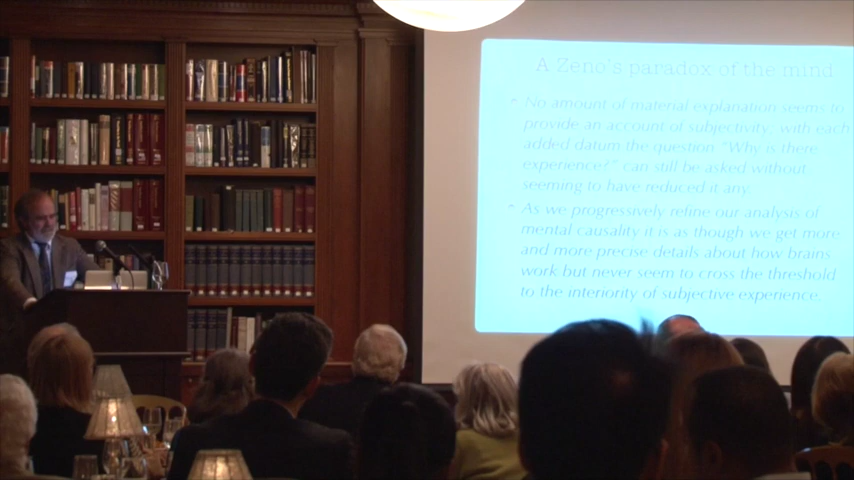 A Zeno's paradox of the mind
No amount of material explanation seems to
provide an account of subjectivity; with each
added datum the question "Why is there
experience?" can still be asked without
seeming to have reduced it any.
As we progressively refine our analysis of
mental causality it is as though we get more
and more precise details about how brains
work but never seem to cross the threshold
to the interiority of subjective experience.